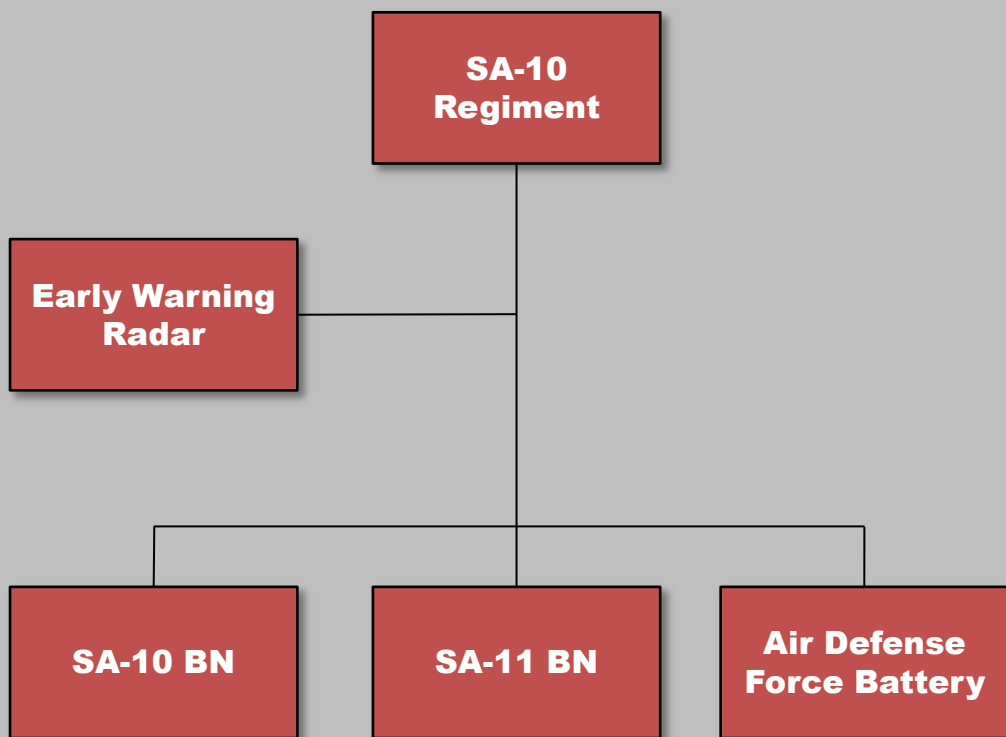 SA-10
Regiment
Early Warning
Radar
SA-10 BN
SA-11 BN
Air Defense
Force Battery